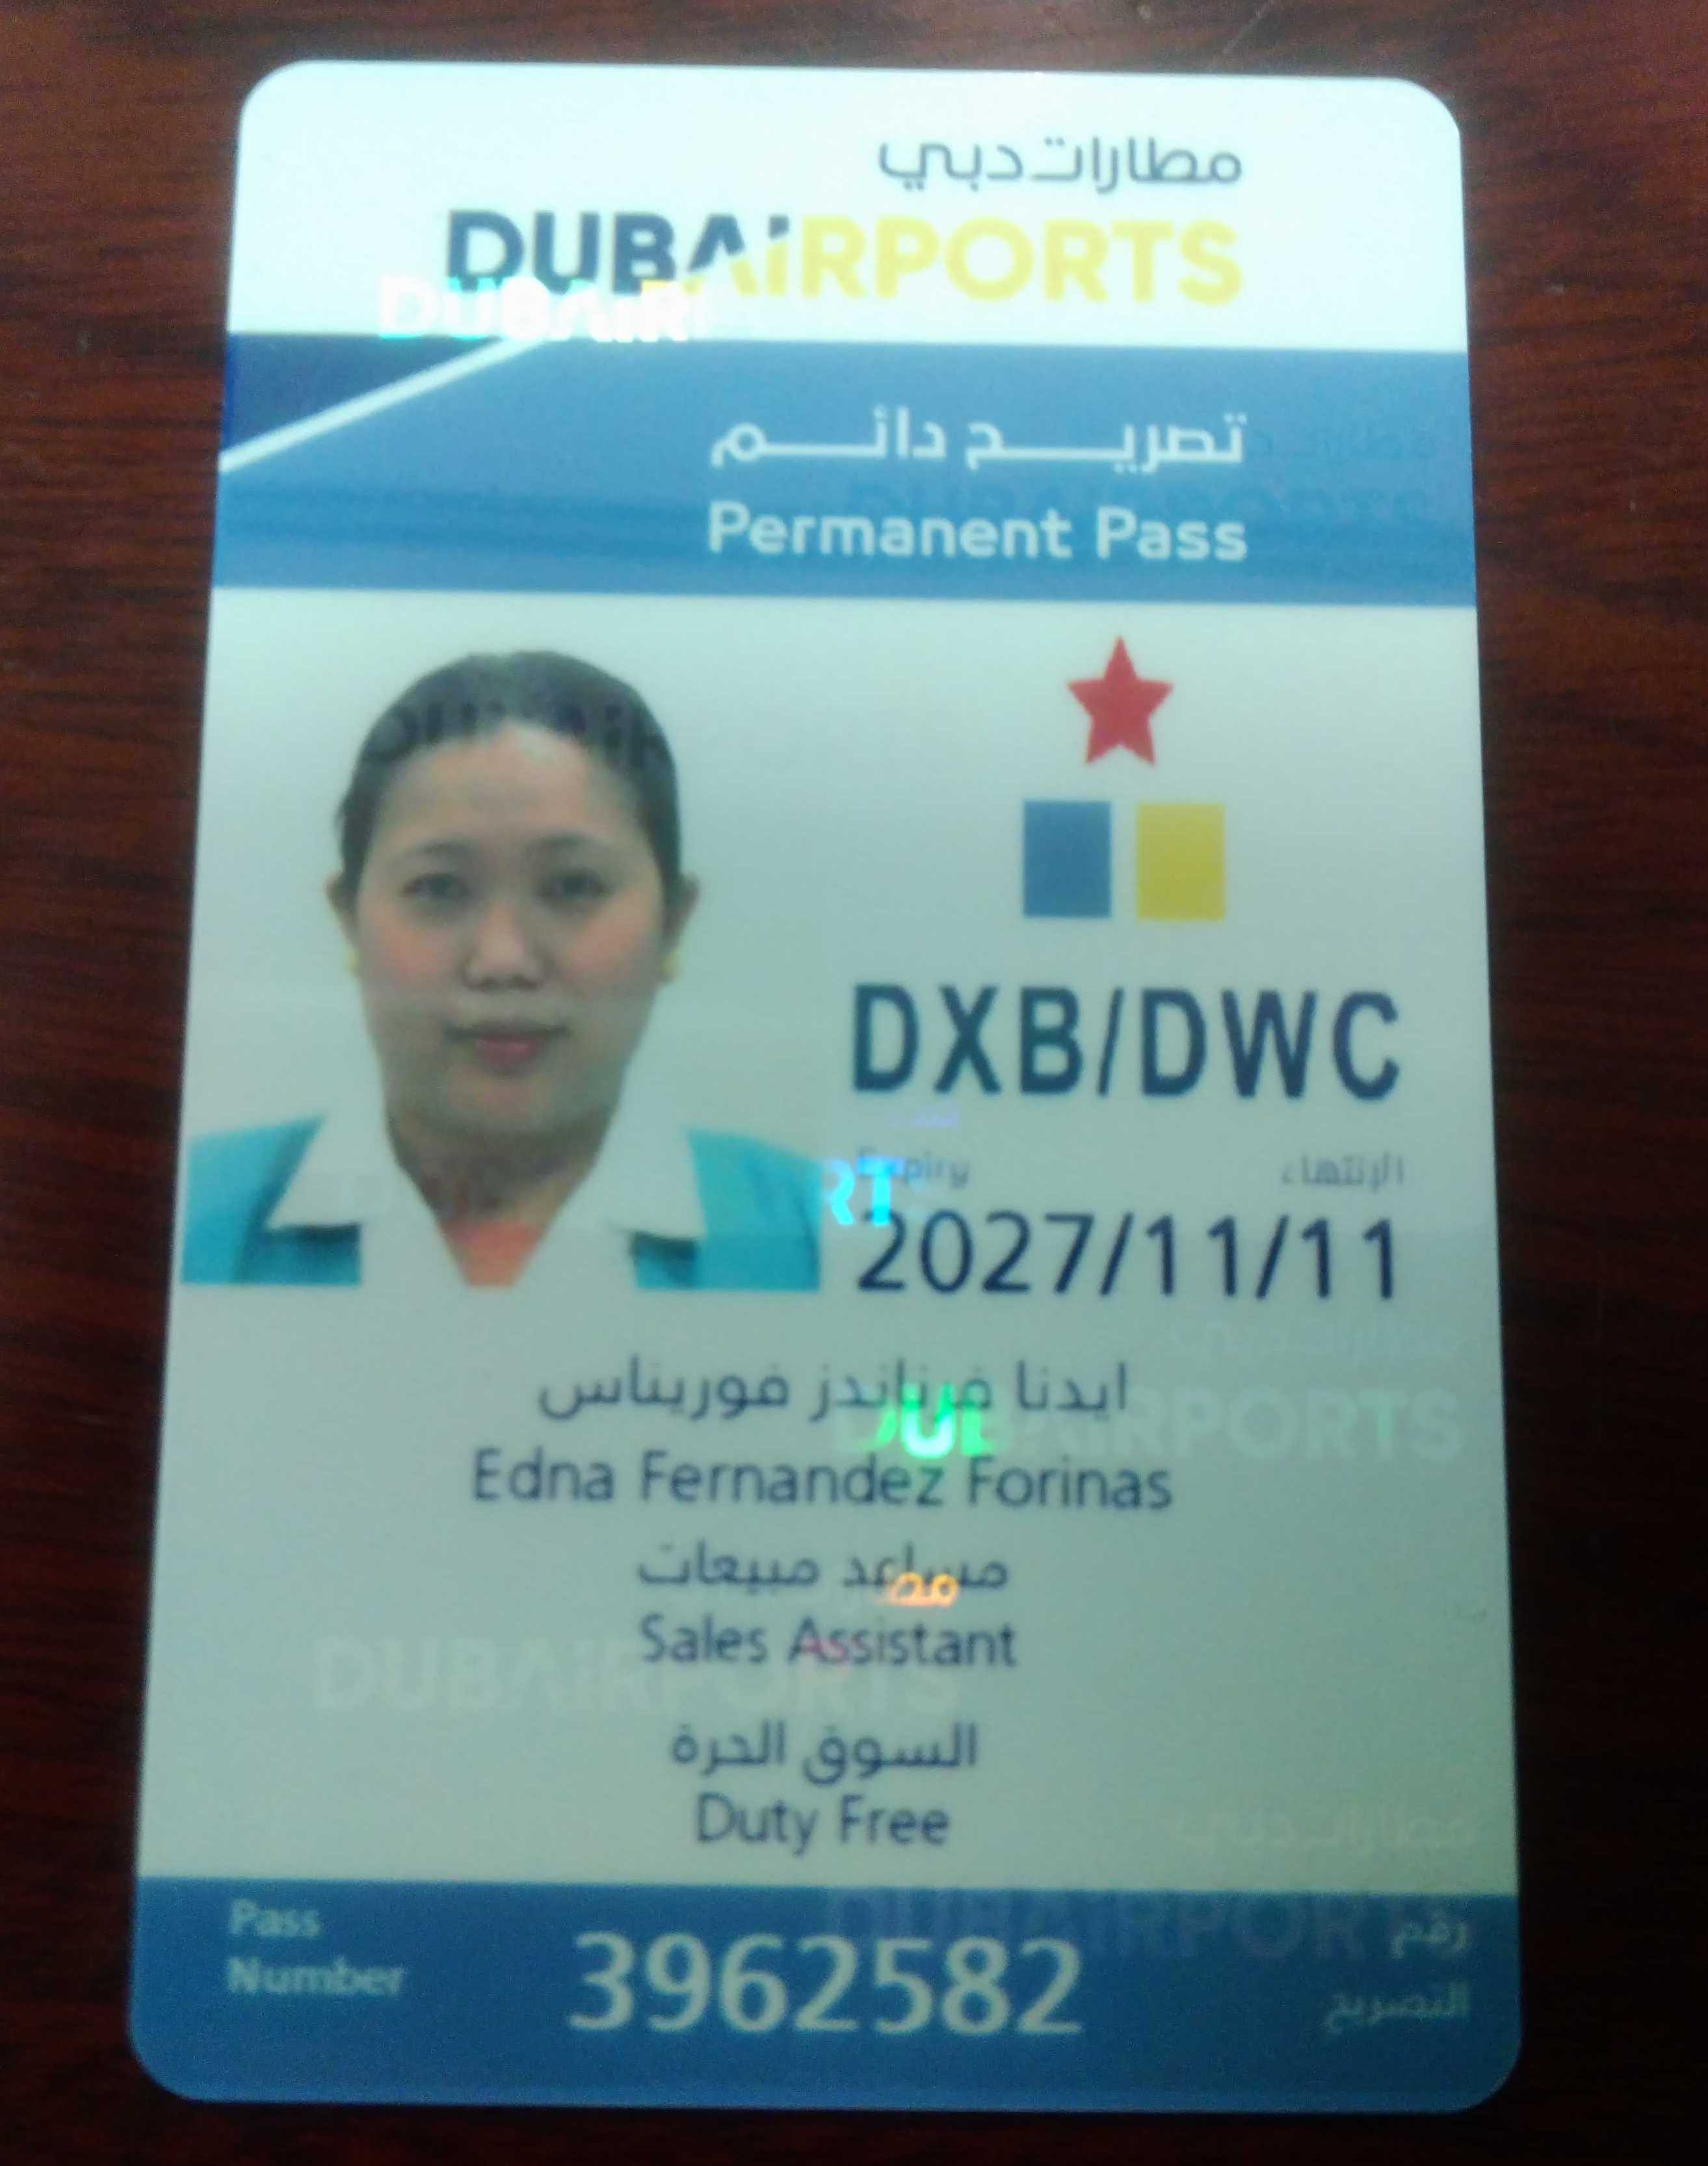 مطارات دبي
DUBAiRPORTS
تصريح دائم
Permanent Pass
DXB/DWC
Expiry الإنتهاء
2027/11/11
ايدنا فرناندز فوريناس
Edna Fernandez Forinas
مساعد مبيعات
Sales Assistant
السوق الحرة
Duty Free
Pass Number
3962582
رقم التصريح